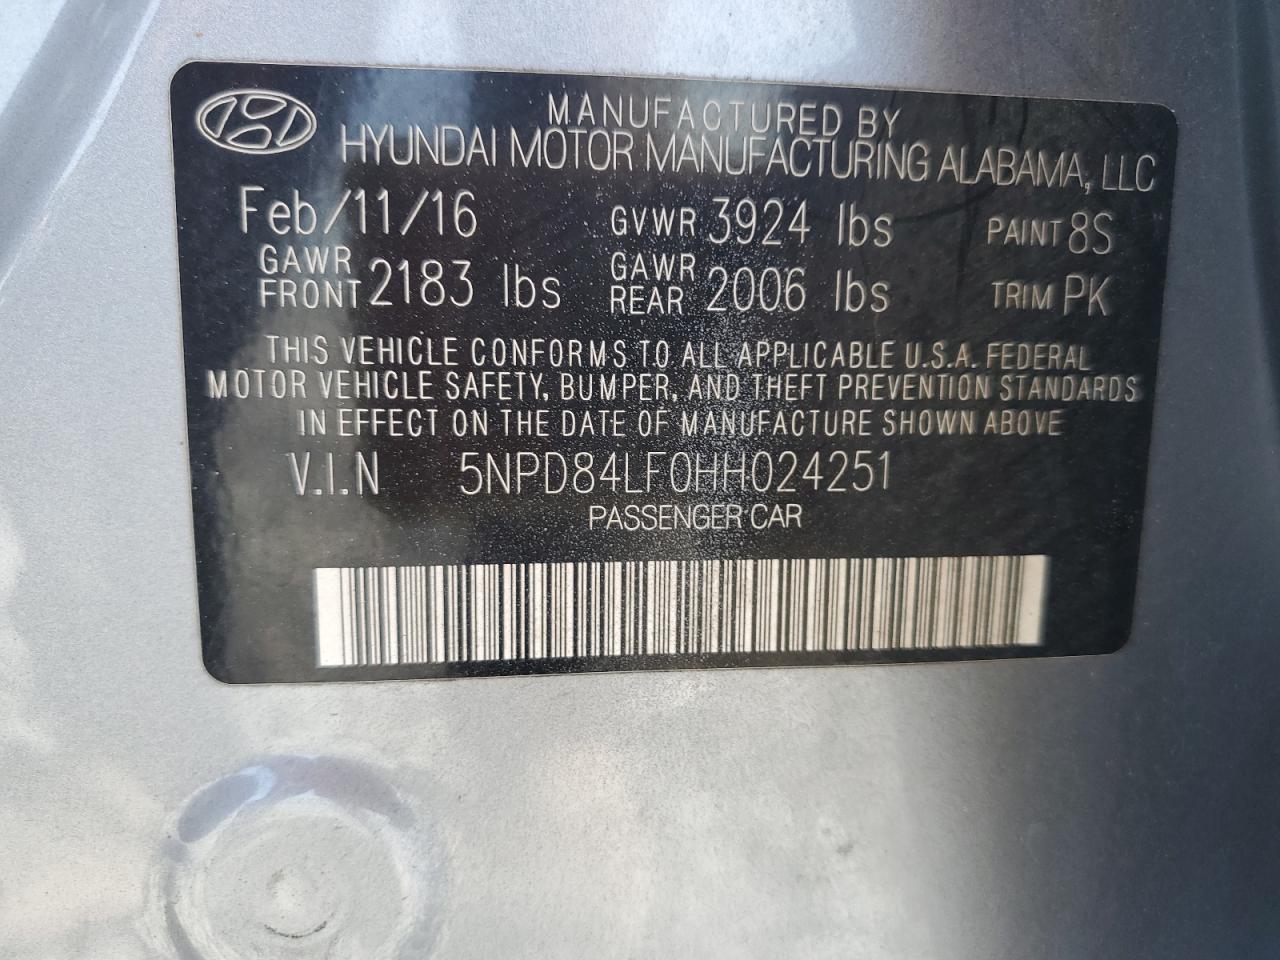 MANUFACTURED BY
HYUNDAI MOTOR MANUFACTURING ALABAMA, LLC
Feb/11/16 GVWR 3924 lbs PAINT 8S
GAWR FRONT 2183 lbs GAWR REAR 2006 lbs TRIM PK
THIS VEHICLE CONFORMS TO ALL APPLICABLE U.S.A. FEDERAL
MOTOR VEHICLE SAFETY, BUMPER, AND THEFT PREVENTION STANDARDS
IN EFFECT ON THE DATE OF MANUFACTURE SHOWN ABOVE
V.I.N 5NPD84LF0HH024251
PASSENGER CAR